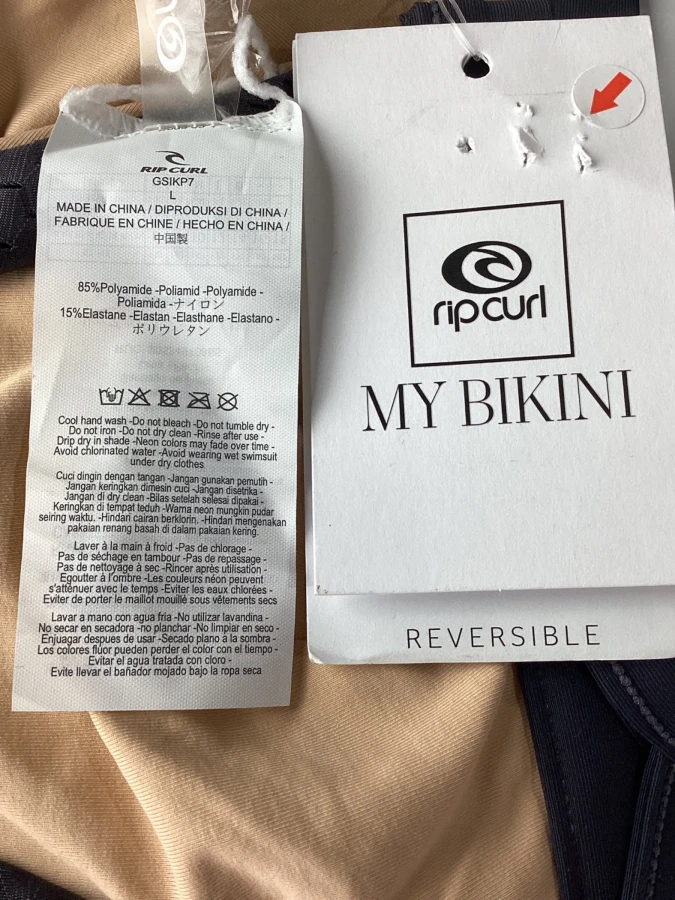 RIP CURL
GSIKP7
L
MADE IN CHINA / DIPRODUKSI DI CHINA /
FABRIQUE EN CHINE / HECHO EN CHINA /
中国製
85%Polyamide -Poliamid -Polyamide -
Poliamida -ナイロン
15%Elastane -Elastan -Elasthane -Elastano -
ポリウレタン
Cool hand wash -Do not bleach -Do not tumble dry -
Do not iron -Do not dry clean -Rinse after use -
Drip dry in shade -Neon colors may fade over time -
Avoid chlorinated water -Avoid wearing wet swimsuit
under dry clothes
Cuci dingin dengan tangan -Jangan gunakan pemutih -
Jangan keringkan dimesin cuci -Jangan disetrika -
Jangan di dry clean -Bilas setelah selesai dipakai -
Keringkan di tempat teduh -Warna neon mungkin pudar
seiring waktu. -Hindari cairan berklorin. -Hindari mengenakan
pakaian renang basah di dalam pakaian kering.
Laver à la main à froid -Pas de chlorage -
Pas de séchage en tambour -Pas de repassage -
Pas de nettoyage à sec -Rincer après utilisation -
Egoutter à l'ombre -Les couleurs néon peuvent
s'atténuer avec le temps -Eviter les eaux chlorées -
Eviter de porter le maillot mouillé sous vêtements secs
Lavar a mano con agua fria -No utilizar lavandina -
No secar en secadora -no planchar -No limpiar en seco -
Enjuagar despues de usar -Secado plano à la sombra -
Los colores flúor pueden perder el color con el tiempo -
Evitar el agua tratada con cloro -
Evite llevar el bañador mojado bajo la ropa seca
rip curl
MY BIKINI
REVERSIBLE